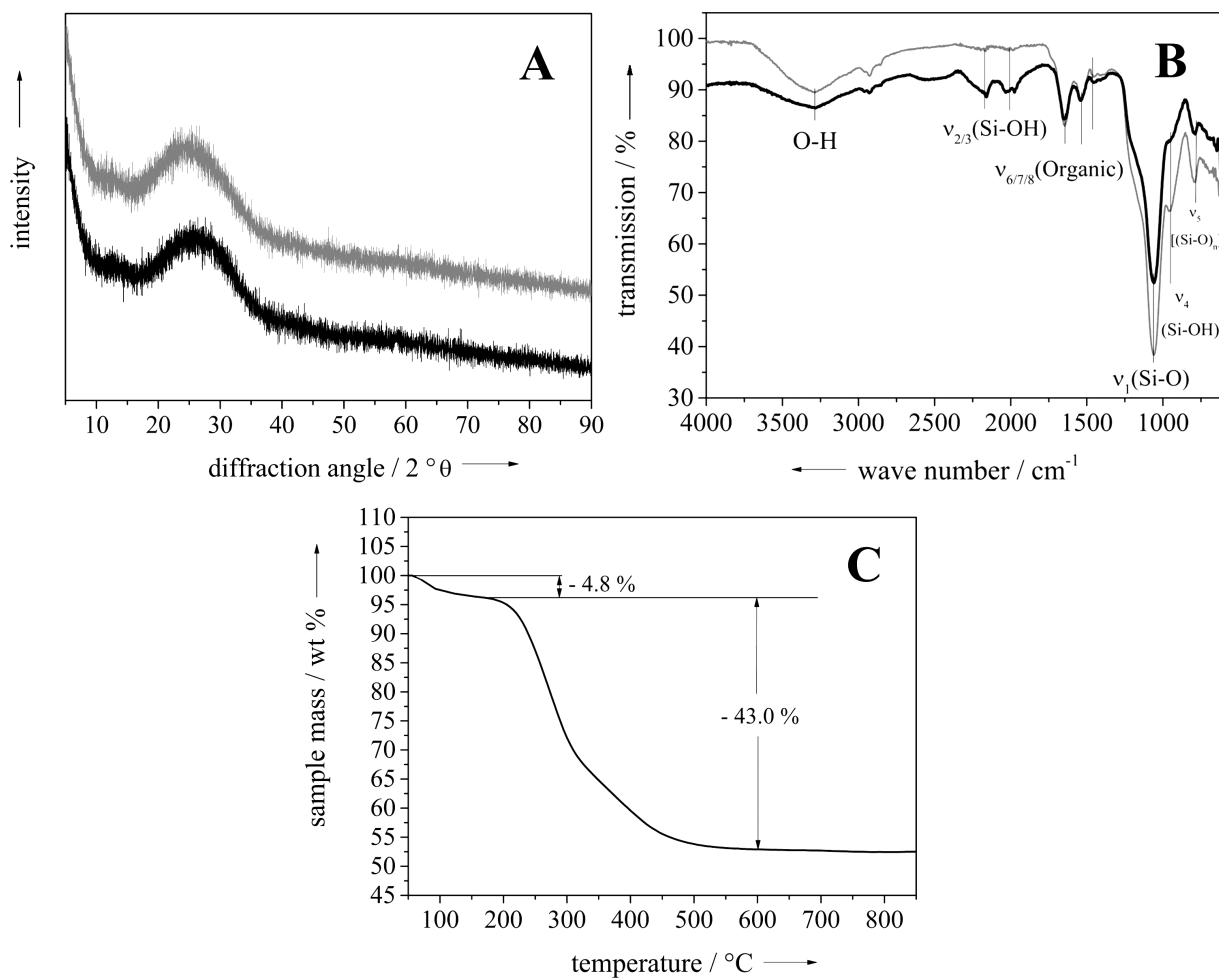 A
intensity
10 20 30 40 50 60 70 80 90
diffraction angle / 2 °θ
B
transmission / %
100
90
80
70
60
50
40
30
O-H
ν2/3(Si-OH)
ν6/7/8(Organic)
ν5
[(Si-O)n
ν4
(Si-OH)
ν1(Si-O)
4000 3500 3000 2500 2000 1500 1000
wave number / cm-1
C
sample mass / wt %
110
105
100
95
90
85
80
75
70
65
60
55
50
45
- 4.8 %
- 43.0 %
100 200 300 400 500 600 700 800
temperature / °C